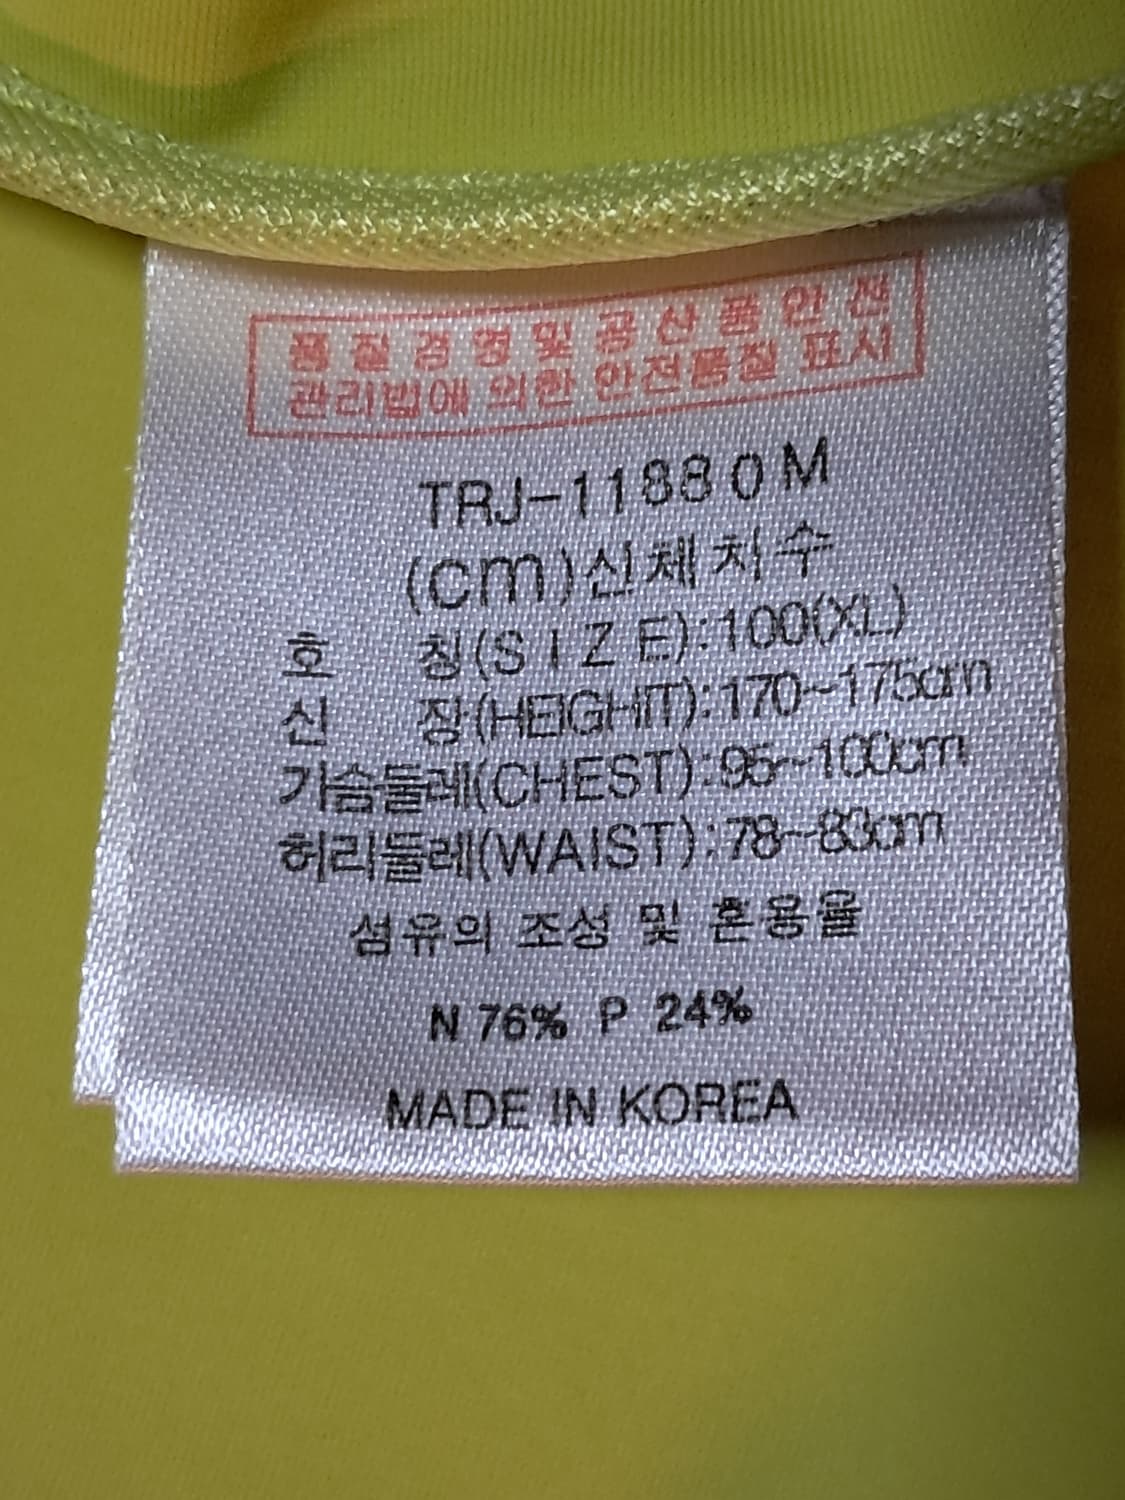 품질경영및공산품안전
관리법에 의한 안전품질 표시
TRJ-11880M
(cm)신체치수
호 칭(SIZE):100(XL)
신 장(HEIGHT):170~175cm
가슴둘레(CHEST):95~100cm
허리둘레(WAIST):78~83cm
섬유의 조성 및 혼용율
N 76% P 24%
MADE IN KOREA